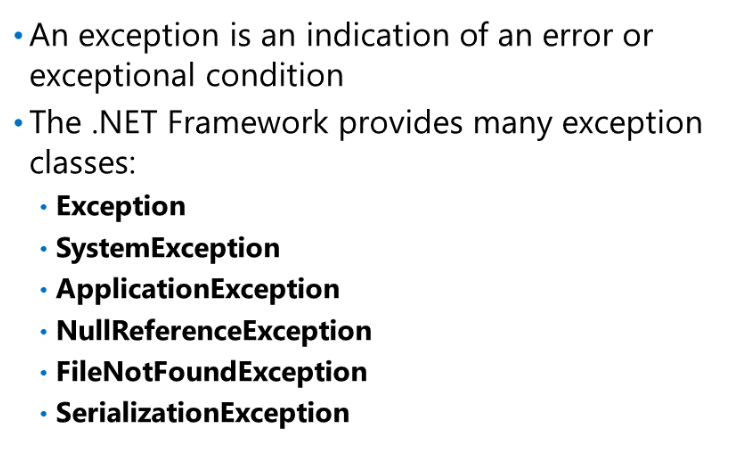 • An exception is an indication of an error or
exceptional condition
• The .NET Framework provides many exception
classes:
• Exception
• SystemException
• ApplicationException
• NullReferenceException
• FileNotFoundException
• SerializationException